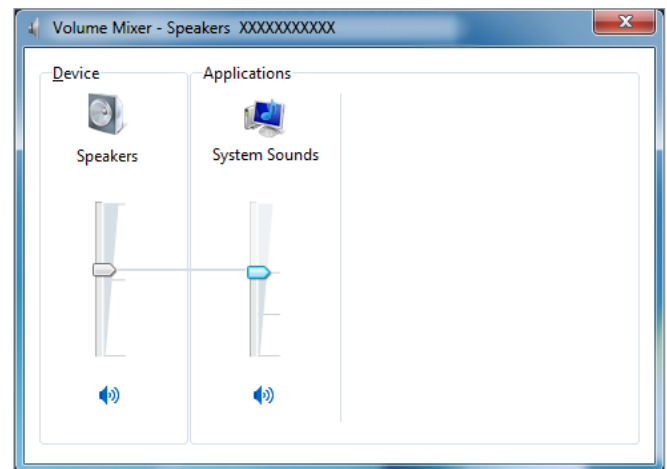 Volume Mixer - Speakers XXXXXXXXXXX
Device
Applications
Speakers
System Sounds